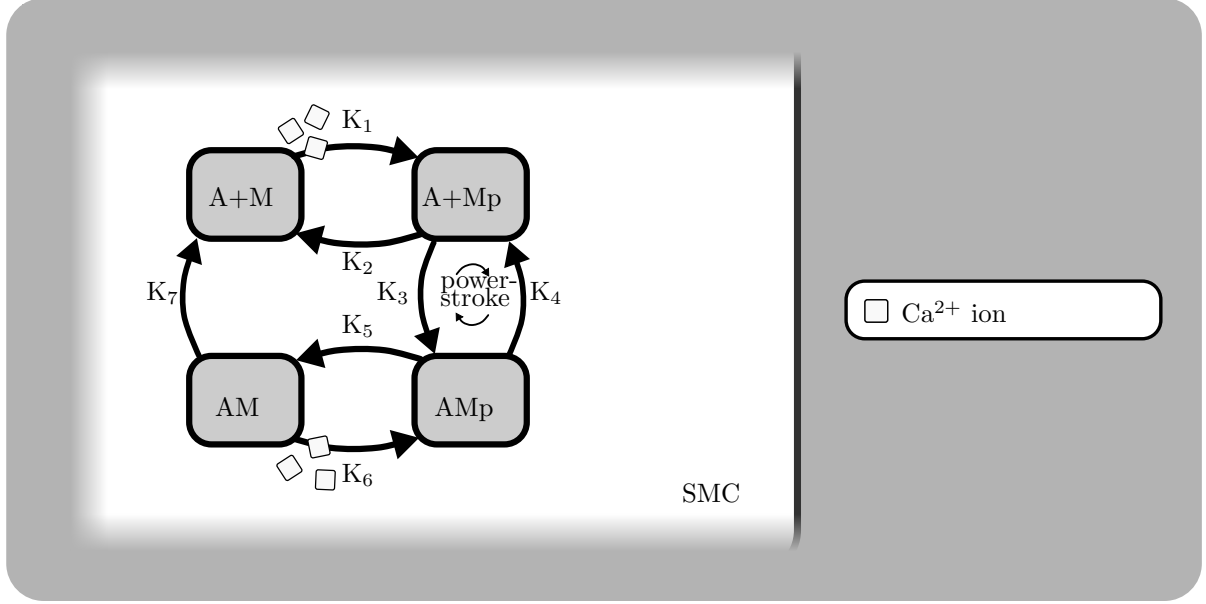 K₁
A+M
A+Mp
K₂
K₇
K₃
power-
stroke
K₄
Ca²⁺ ion
K₅
AM
AMp
K₆
SMC